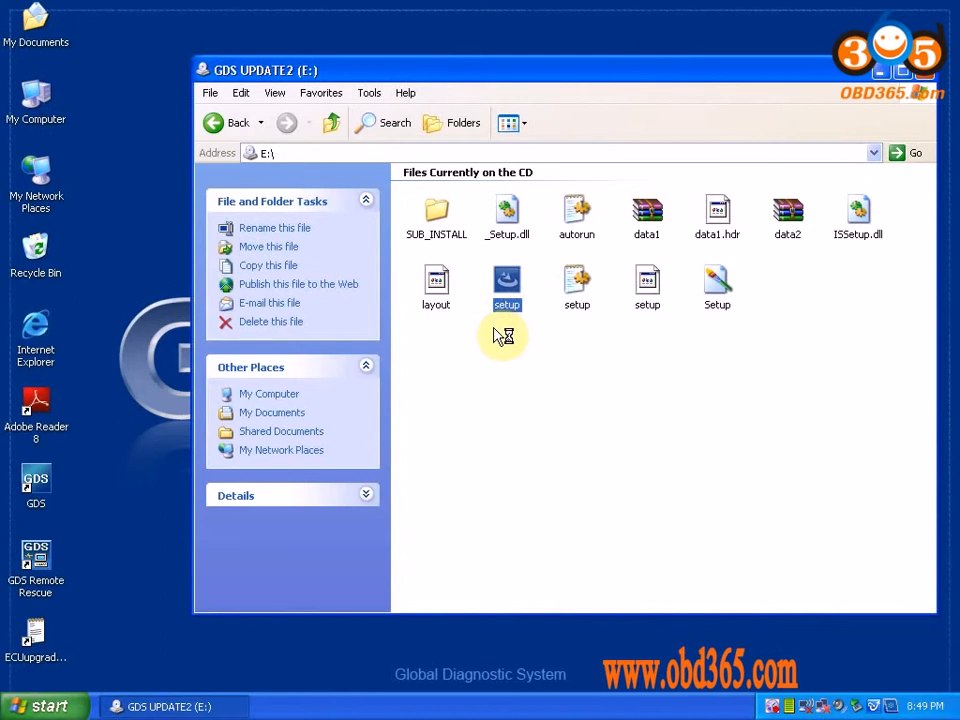 My Documents
My Computer
My Network
Places
Recycle Bin
Internet
Explorer
Adobe Reader
8
GDS
GDS
GDS
GDS Remote
Rescue
ECUupgrad...
GDS UPDATE2 (E:)
365
OBD365.com
File Edit View Favorites Tools Help
Back Search Folders
Address E:\ Go
File and Folder Tasks
Rename this file
Move this file
Copy this file
Publish this file to the Web
E-mail this file
Delete this file
Other Places
My Computer
My Documents
Shared Documents
My Network Places
Details
Files Currently on the CD
SUB_INSTALL _Setup.dll autorun data1 data1.hdr data2 ISSetup.dll
layout setup setup setup Setup
Global Diagnostic System
www.obd365.com
start GDS UPDATE2 (E:) 8:49 PM